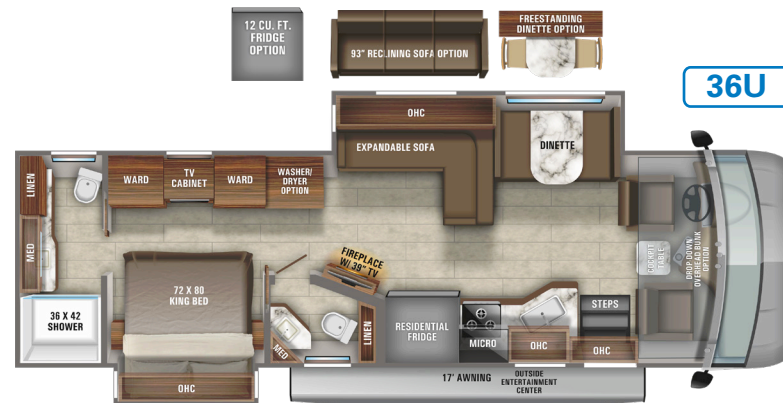 12 CU. FT.
FRIDGE
OPTION
93" RECLINING SOFA OPTION
FREESTANDING
DINETTE OPTION
36U
OHC
EXPANDABLE SOFA
DINETTE
LINEN
WARD
TV
CABINET
WARD
WASHER/
DRYER
OPTION
MED
FIREPLACE
W/ 39" TV
COCKPIT
TABLE
DROP DOWN
OVERHEAD BUNK
OPTION
72 X 80
KING BED
36 X 42
SHOWER
MED
LINEN
RESIDENTIAL
FRIDGE
MICRO
STEPS
OHC
OHC
OHC
17' AWNING
OUTSIDE
ENTERTAINMENT
CENTER